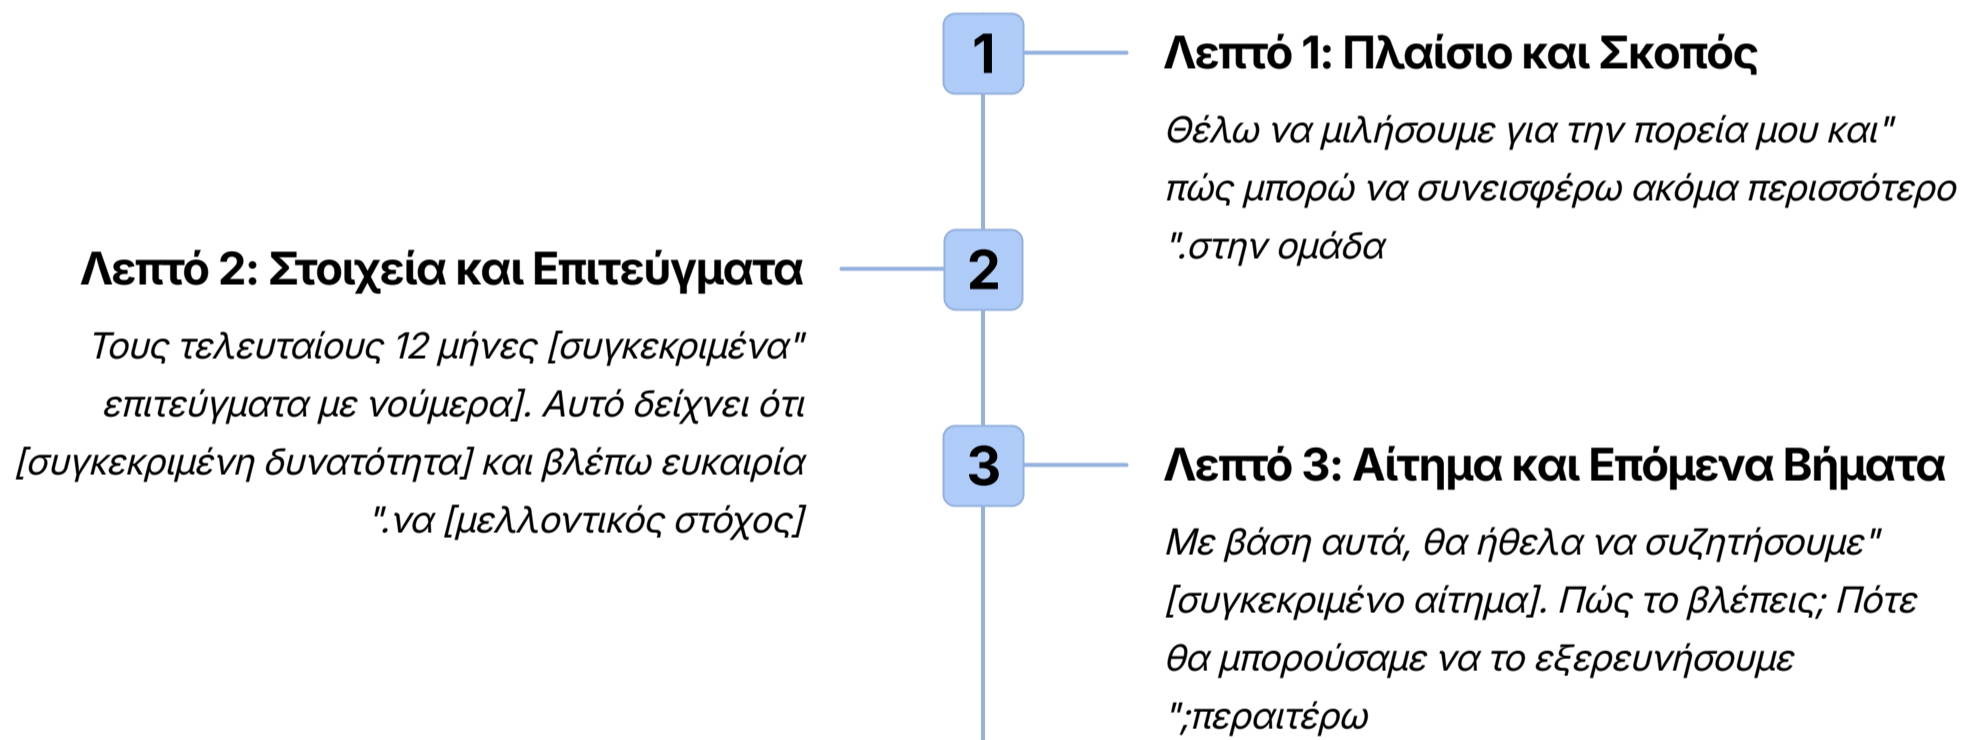 1
Λεπτό 1: Πλαίσιο και Σκοπός
Θέλω να μιλήσουμε για την πορεία μου και"
πώς μπορώ να συνεισφέρω ακόμα περισσότερο
".στην ομάδα
2
Λεπτό 2: Στοιχεία και Επιτεύγματα
Τους τελευταίους 12 μήνες [συγκεκριμένα"
επιτεύγματα με νούμερα]. Αυτό δείχνει ότι
[συγκεκριμένη δυνατότητα] και βλέπω ευκαιρία
".να [μελλοντικός στόχος]
3
Λεπτό 3: Αίτημα και Επόμενα Βήματα
Με βάση αυτά, θα ήθελα να συζητήσουμε"
[συγκεκριμένο αίτημα]. Πώς το βλέπεις; Πότε
θα μπορούσαμε να το εξερευνήσουμε
";περαιτέρω